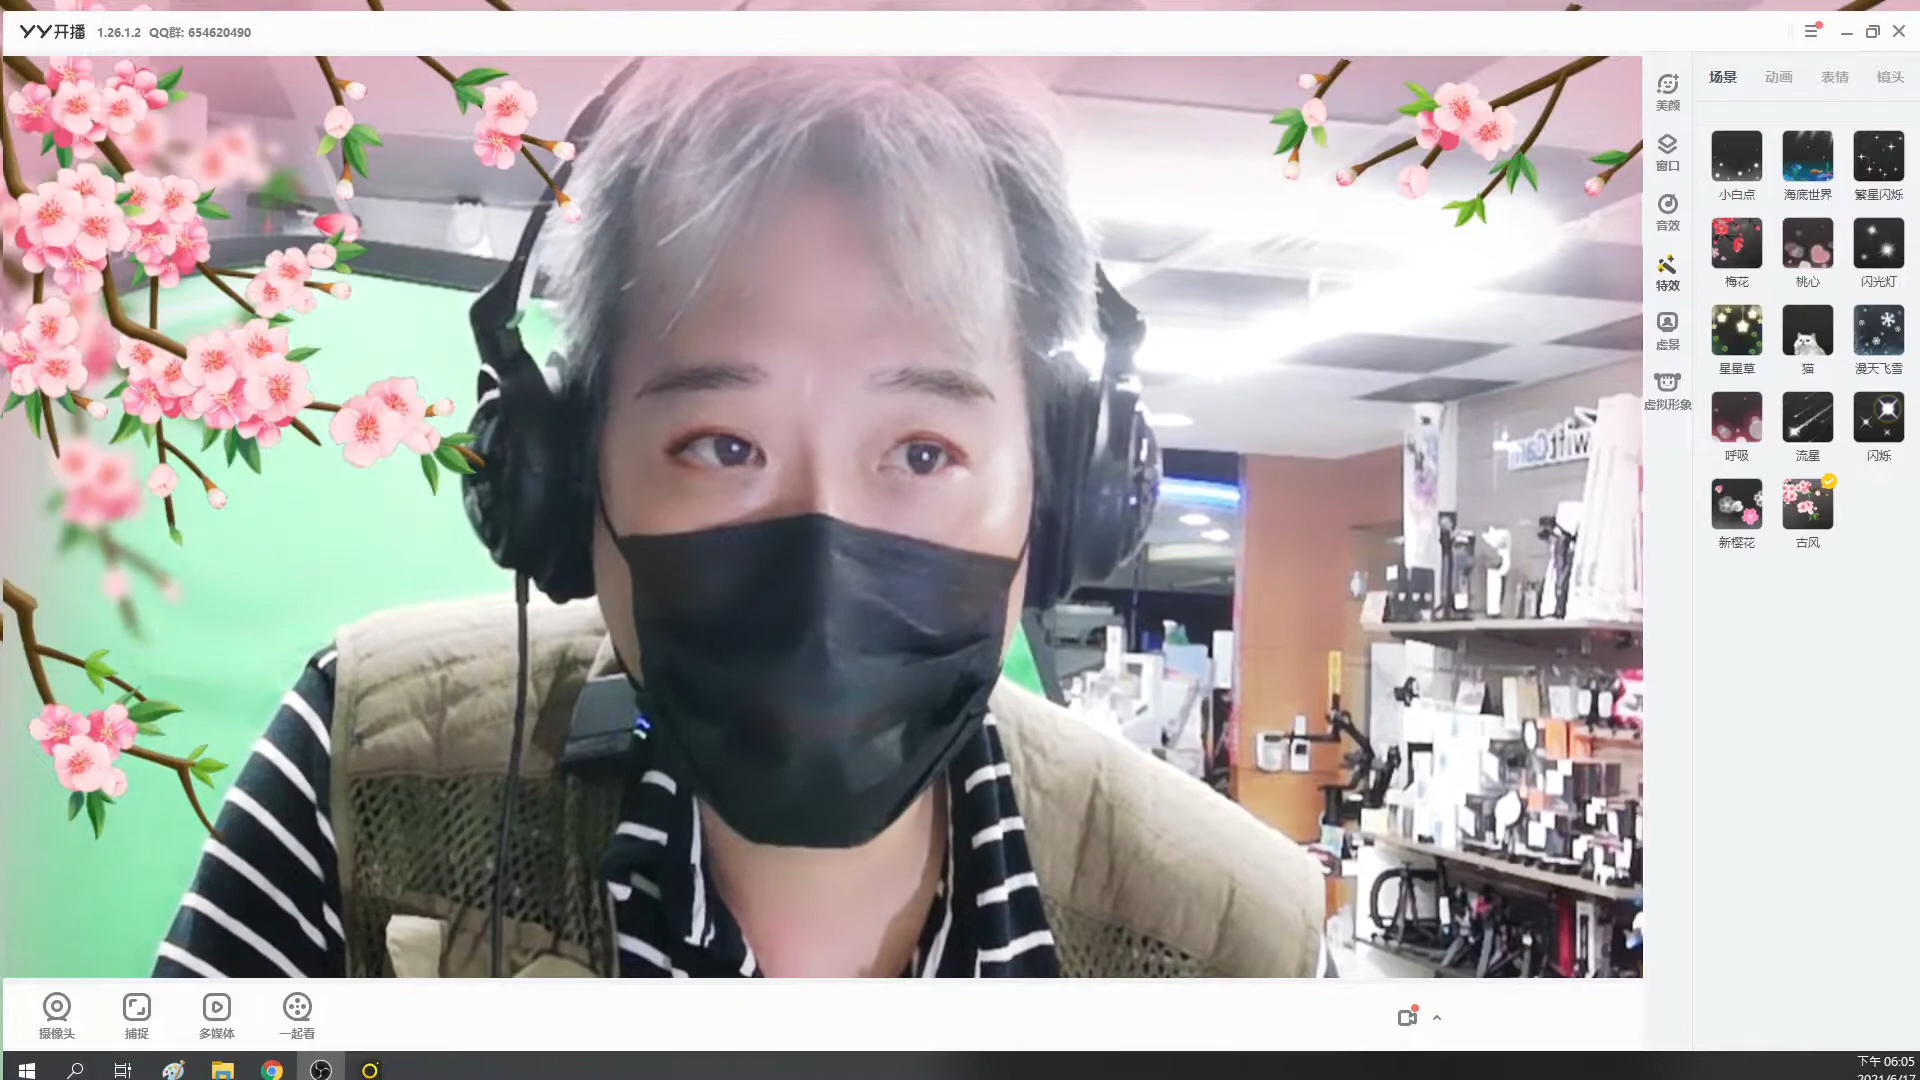 YY开播 1.26.1.2 QQ群: 654620490
美颜
窗口
音效
特效
虚景
虚拟形象
场景 动画 表情 镜头
小白点 海底世界 繁星闪烁
梅花 桃心 闪光灯
星星草 猫 漫天飞雪
呼吸 流星 闪烁
新樱花 古风
摄像头 捕捉 多媒体 一起看
下午 06:05
2021/6/17